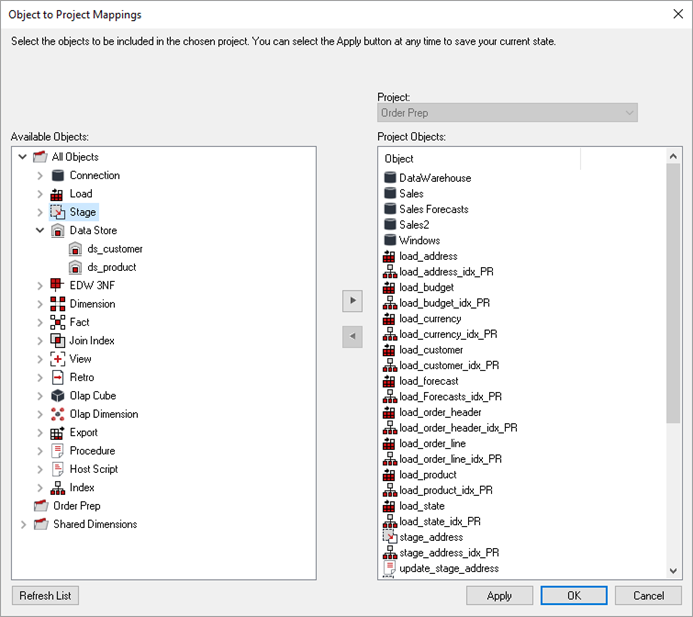 Object to Project Mappings
Select the objects to be included in the chosen project. You can select the Apply button at any time to save your current state.
Project:
Order Prep
Available Objects:
All Objects
Connection
Load
Stage
Data Store
ds_customer
ds_product
EDW 3NF
Dimension
Fact
Join Index
View
Retro
Olap Cube
Olap Dimension
Export
Procedure
Host Script
Index
Order Prep
Shared Dimensions
Project Objects:
Object
DataWarehouse
Sales
Sales Forecasts
Sales2
Windows
load_address
load_address_idx_PR
load_budget
load_budget_idx_PR
load_currency
load_currency_idx_PR
load_customer
load_customer_idx_PR
load_forecast
load_Forecasts_idx_PR
load_order_header
load_order_header_idx_PR
load_order_line
load_order_line_idx_PR
load_product
load_product_idx_PR
load_state
load_state_idx_PR
stage_address
stage_address_idx_PR
update_stage_address
Refresh List
Apply
OK
Cancel